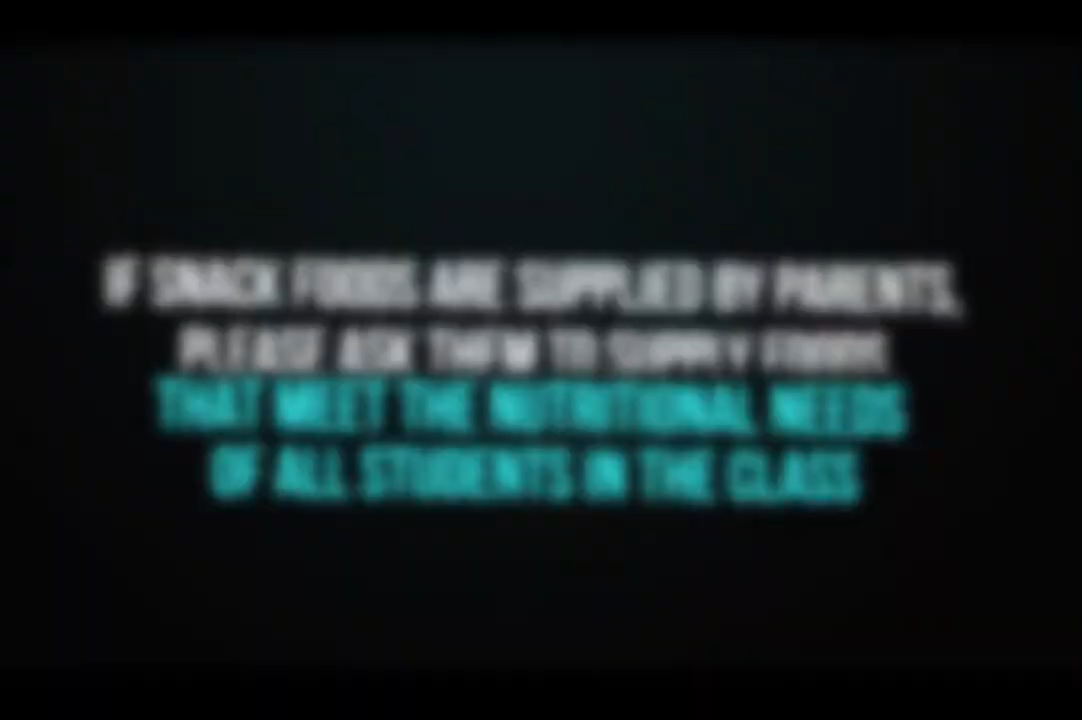 IF SNACK FOODS ARE SUPPLIED BY PARENTS,
PLEASE ASK THEM TO SUPPLY FOODS
THAT MEET THE NUTRITIONAL NEEDS
OF ALL STUDENTS IN THE CLASS